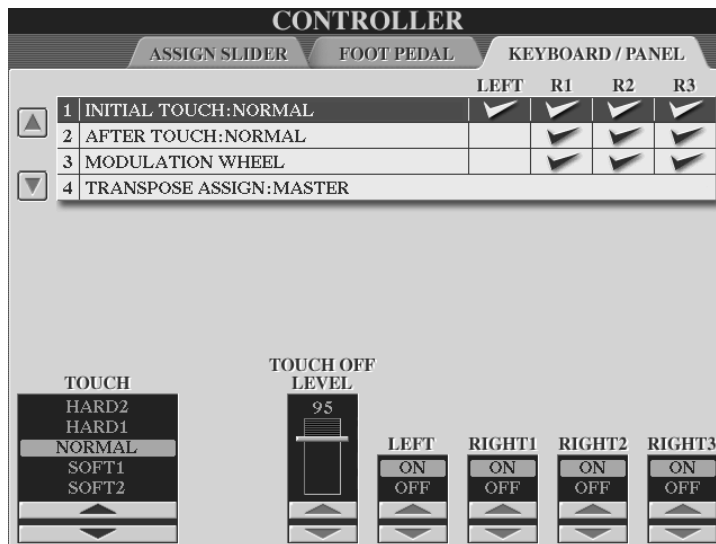 CONTROLLER
ASSIGN SLIDER FOOT PEDAL KEYBOARD / PANEL
LEFT R1 R2 R3
1 INITIAL TOUCH:NORMAL
2 AFTER TOUCH:NORMAL
3 MODULATION WHEEL
4 TRANSPOSE ASSIGN:MASTER
TOUCH
HARD2
HARD1
NORMAL
SOFT1
SOFT2
TOUCH OFF
LEVEL
95
LEFT RIGHT1 RIGHT2 RIGHT3
ON ON ON ON
OFF OFF OFF OFF